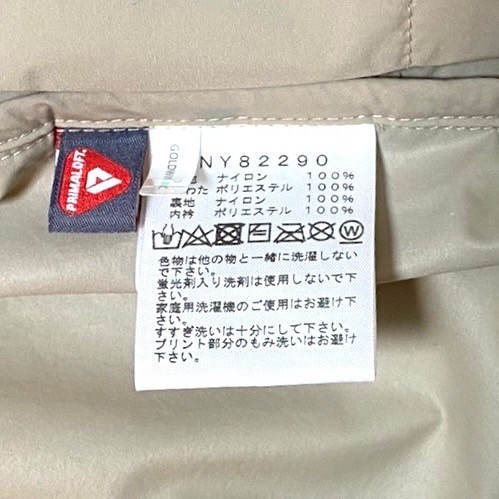 PRIMALOFT
GOLDWIN
NY82290
地 ナイロン 100%
わた ポリエステル 100%
裏地 ナイロン 100%
内衿 ポリエステル 100%
色物は他の物と一緒に洗濯しない
で下さい。
蛍光剤入り洗剤は使用しないで下
さい。
家庭用洗濯機のご使用はお避け下
さい。
すすぎ洗いは十分にして下さい。
プリント部分のもみ洗いはお避け
下さい。